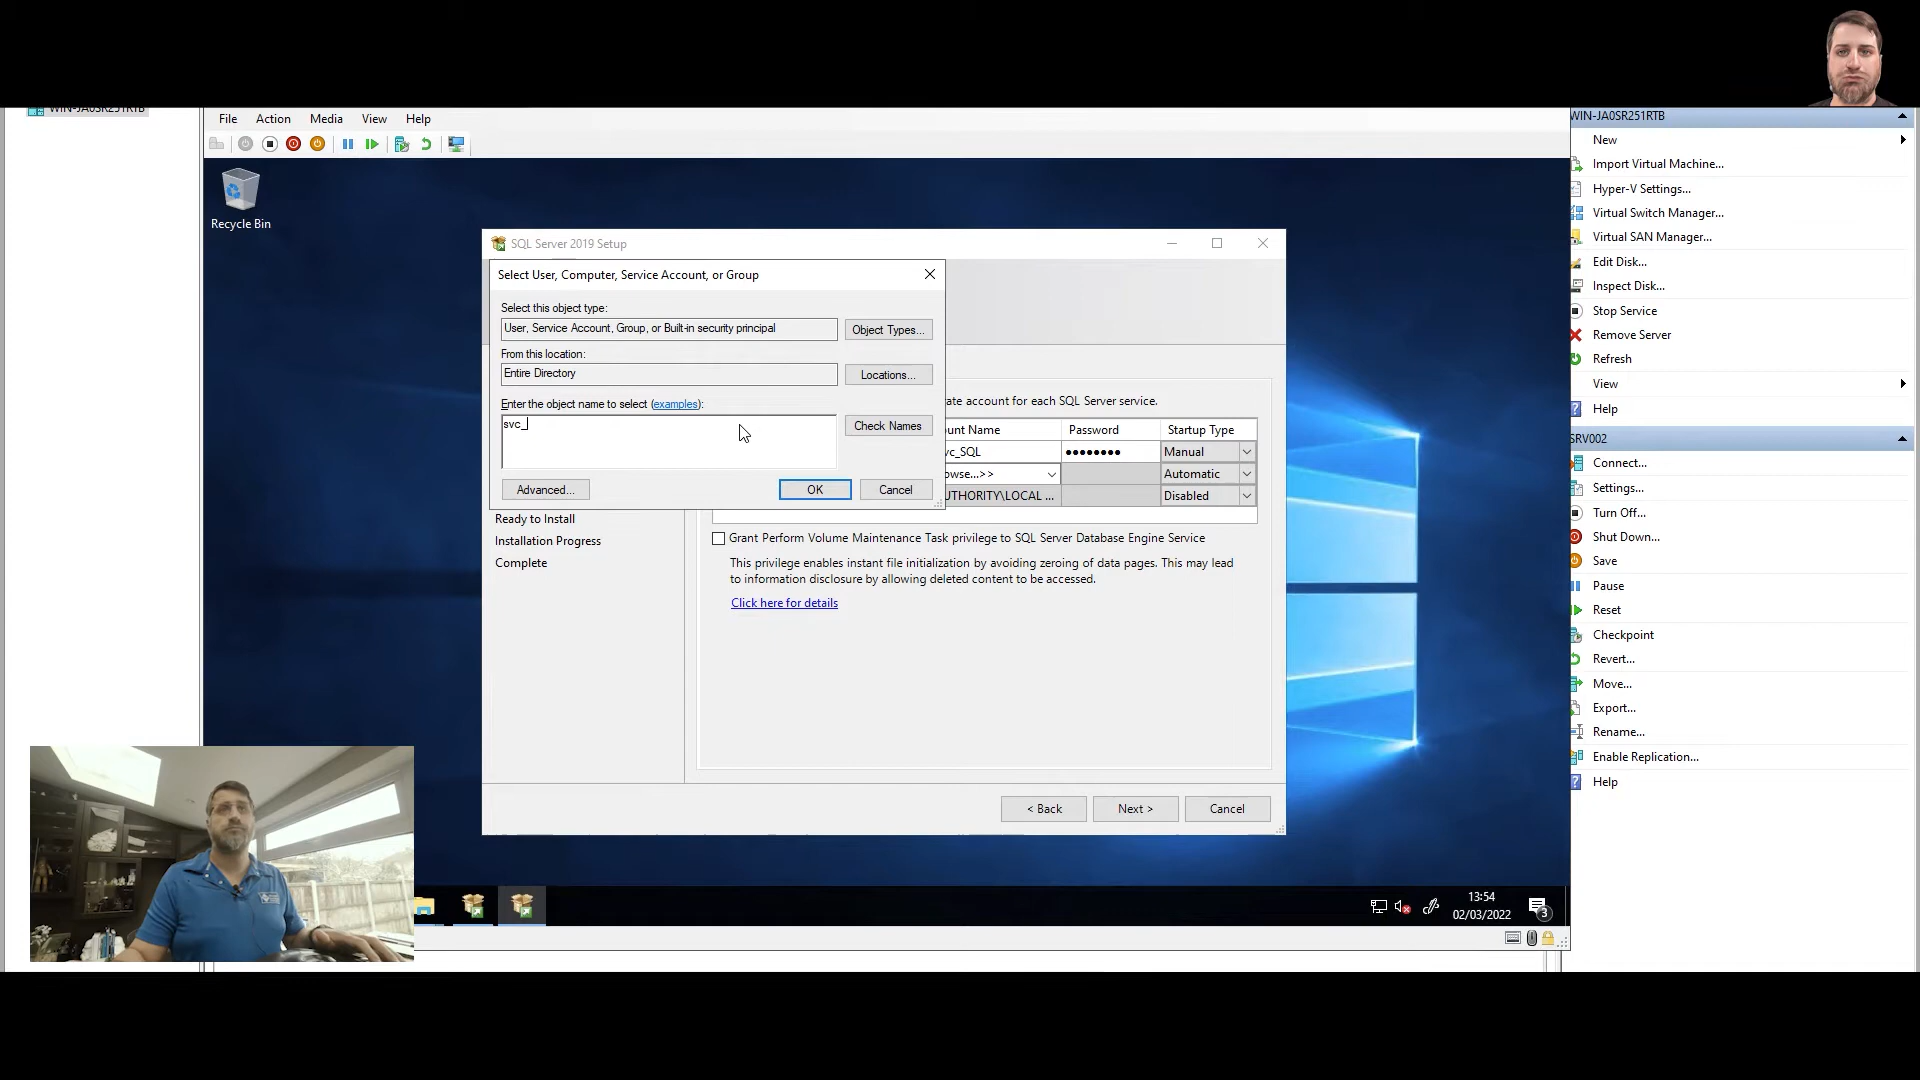 WIN-JA0SR251RTB
File Action Media View Help
Recycle Bin
SQL Server 2019 Setup
Select User, Computer, Service Account, or Group
Select this object type:
User, Service Account, Group, or Built-in security principal
Object Types...
From this location:
Entire Directory
Locations...
Enter the object name to select (examples):
svc_
Check Names
Advanced...
OK
Cancel
account for each SQL Server service.
Name Password Startup Type
Manual
Automatic
LOCAL ...
Disabled
Ready to Install
Installation Progress
Complete
Grant Perform Volume Maintenance Task privilege to SQL Server Database Engine Service
This privilege enables instant file initialization by avoiding zeroing of data pages. This may lead
to information disclosure by allowing deleted content to be accessed.
Click here for details
< Back
Next >
Cancel
13:54
02/03/2022
3
WIN-JA0SR251RTB
New
Import Virtual Machine...
Hyper-V Settings...
Virtual Switch Manager...
Virtual SAN Manager...
Edit Disk...
Inspect Disk...
Stop Service
Remove Server
Refresh
View
Help
SRV002
Connect...
Settings...
Turn Off...
Shut Down...
Save
Pause
Reset
Checkpoint
Revert...
Move...
Export...
Rename...
Enable Replication...
Help